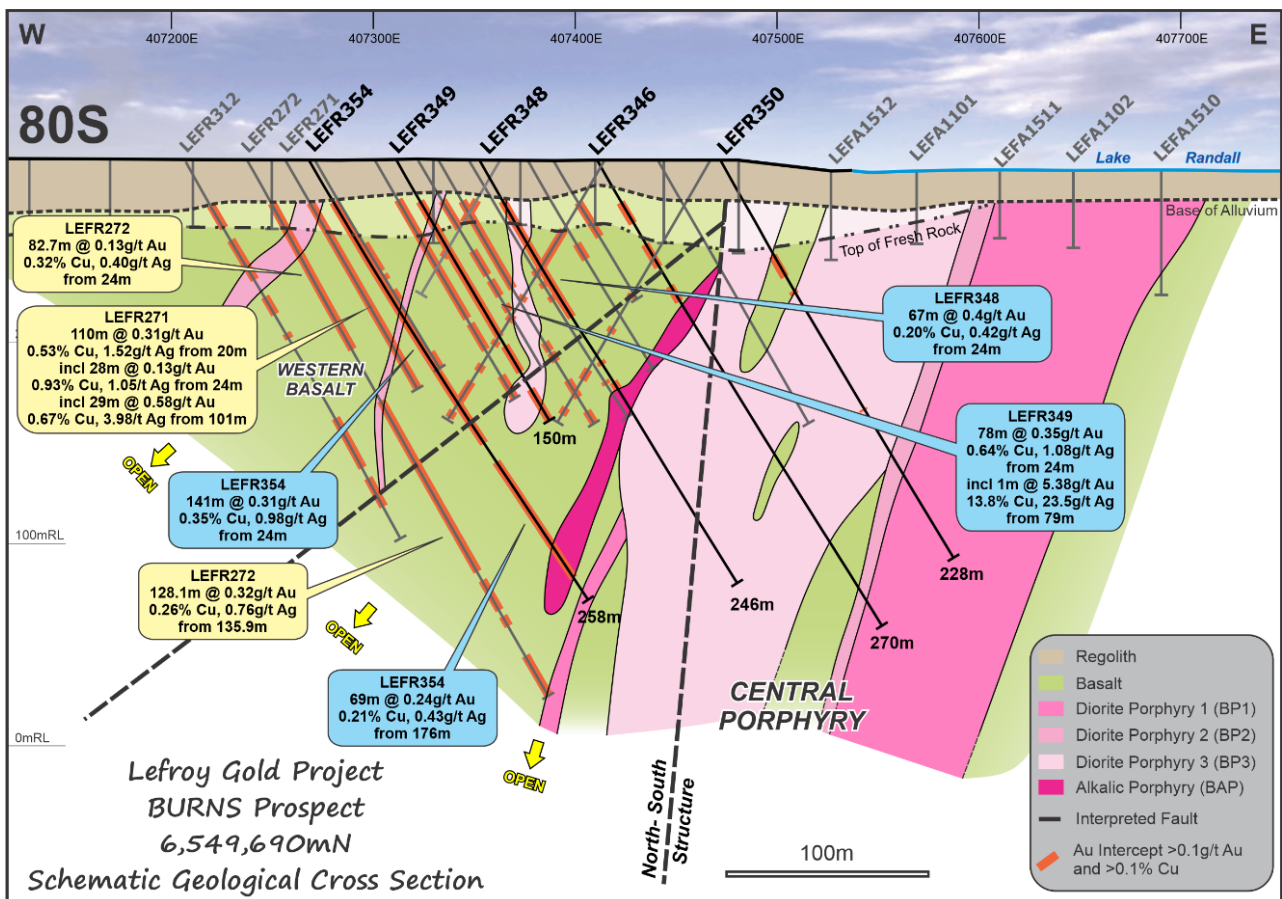 W
407200E
407300E
407400E
407500E
407600E
407700E
E
80S
LEFR312
LEFR272
LEFR271
LEFR354
LEFR349
LEFR348
LEFR346
LEFR350
LEFA1512
LEFA1101
LEFA1511
LEFA1102
LEFA1510
Lake Randall
Base of Alluvium
Top of Fresh Rock
LEFR272
82.7m @ 0.13g/t Au
0.32% Cu, 0.40g/t Ag
from 24m
LEFR271
110m @ 0.31g/t Au
0.53% Cu, 1.52g/t Ag from 20m
incl 28m @ 0.13g/t Au
0.93% Cu, 1.05/t Ag from 24m
incl 29m @ 0.58g/t Au
0.67% Cu, 3.98/t Ag from 101m
WESTERN
BASALT
LEFR348
67m @ 0.4g/t Au
0.20% Cu, 0.42g/t Ag
from 24m
LEFR349
78m @ 0.35g/t Au
0.64% Cu, 1.08g/t Ag
from 24m
incl 1m @ 5.38g/t Au
13.8% Cu, 23.5g/t Ag
from 79m
150m
OPEN
LEFR354
141m @ 0.31g/t Au
0.35% Cu, 0.98g/t Ag
from 24m
100mRL
LEFR272
128.1m @ 0.32g/t Au
0.26% Cu, 0.76g/t Ag
from 135.9m
OPEN
258m
246m
270m
228m
LEFR354
69m @ 0.24g/t Au
0.21% Cu, 0.43g/t Ag
from 176m
CENTRAL
PORPHYRY
0mRL
OPEN
North- South
Structure
Lefroy Gold Project
BURNS Prospect
6,549,690mN
Schematic Geological Cross Section
100m
Regolith
Basalt
Diorite Porphyry 1 (BP1)
Diorite Porphyry 2 (BP2)
Diorite Porphyry 3 (BP3)
Alkalic Porphyry (BAP)
Interpreted Fault
Au Intercept >0.1g/t Au
and >0.1% Cu